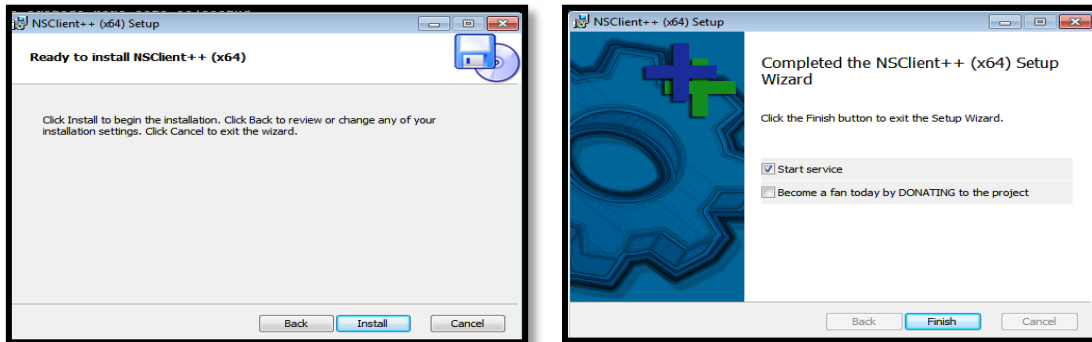 NSClient++ (x64) Setup
Ready to install NSClient++ (x64)
Click Install to begin the installation. Click Back to review or change any of your
installation settings. Click Cancel to exit the wizard.
Back Install Cancel
NSClient++ (x64) Setup
Completed the NSClient++ (x64) Setup
Wizard
Click the Finish button to exit the Setup Wizard.
Start service
Become a fan today by DONATING to the project
Back Finish Cancel